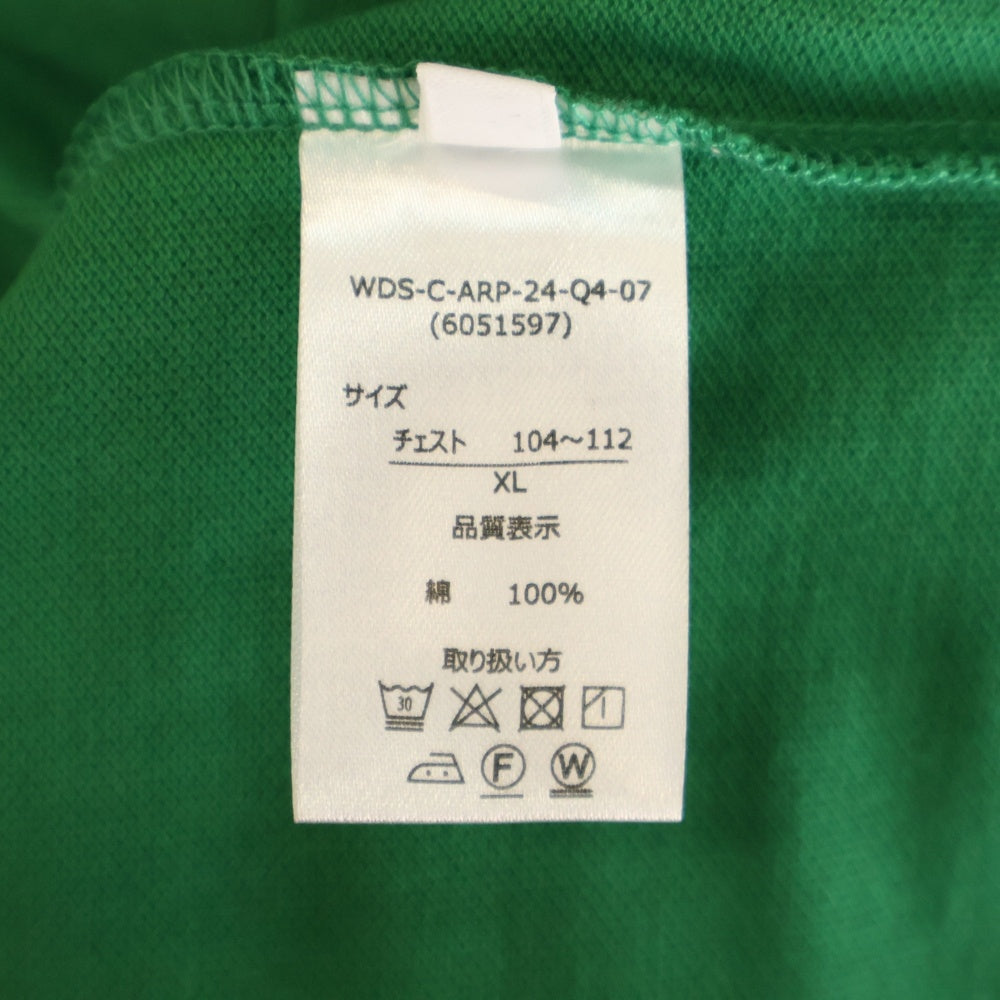 WDS-C-ARP-24-Q4-07
(6051597)
サイズ
チェスト 104～112
XL
品質表示
綿 100%
取り扱い方
30
F W